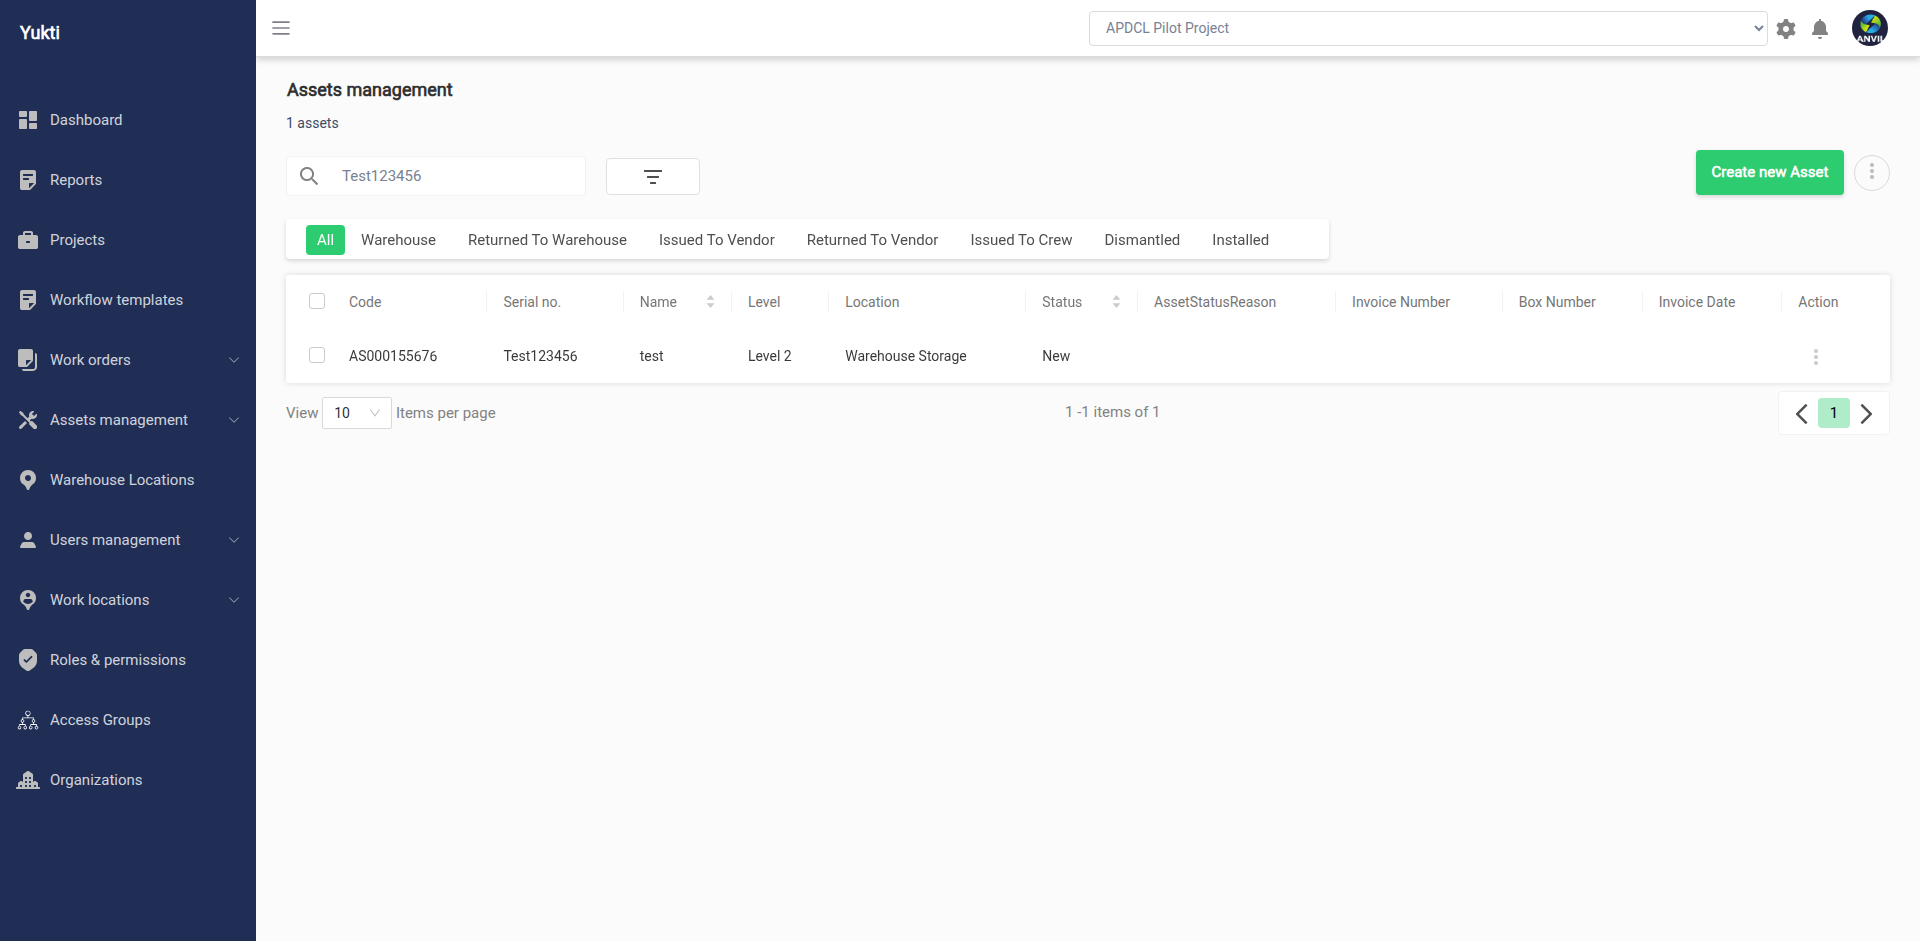 Yukti
APDCL Pilot Project
ANVIL
Dashboard
Reports
Projects
Workflow templates
Work orders
Assets management
Warehouse Locations
Users management
Work locations
Roles & permissions
Access Groups
Organizations
Assets management
1 assets
Test123456
Create new Asset
All Warehouse Returned To Warehouse Issued To Vendor Returned To Vendor Issued To Crew Dismantled Installed
Code Serial no. Name Level Location Status AssetStatusReason Invoice Number Box Number Invoice Date Action
AS000155676 Test123456 test Level 2 Warehouse Storage New
View 10 Items per page 1 -1 items of 1 1